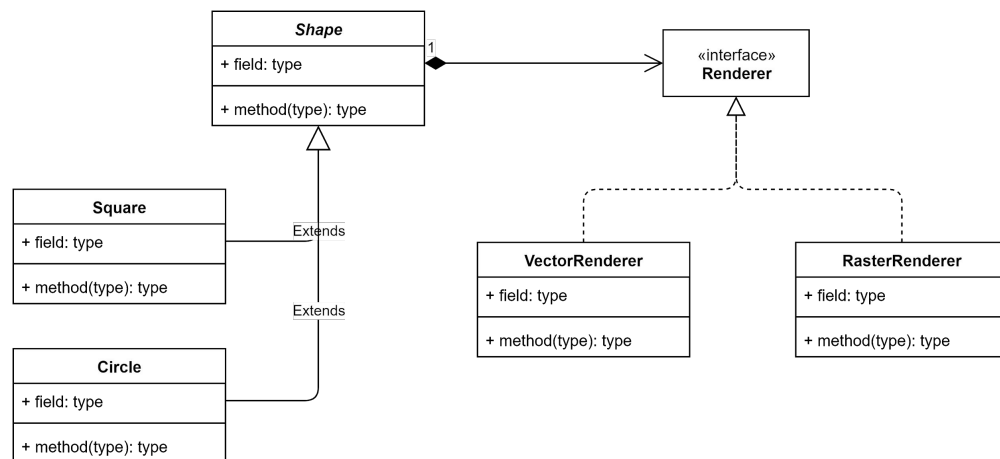 Shape
+ field: type
+ method(type): type
1
«interface»
Renderer
Extends
Extends
Square
+ field: type
+ method(type): type
Circle
+ field: type
+ method(type): type
VectorRenderer
+ field: type
+ method(type): type
RasterRenderer
+ field: type
+ method(type): type